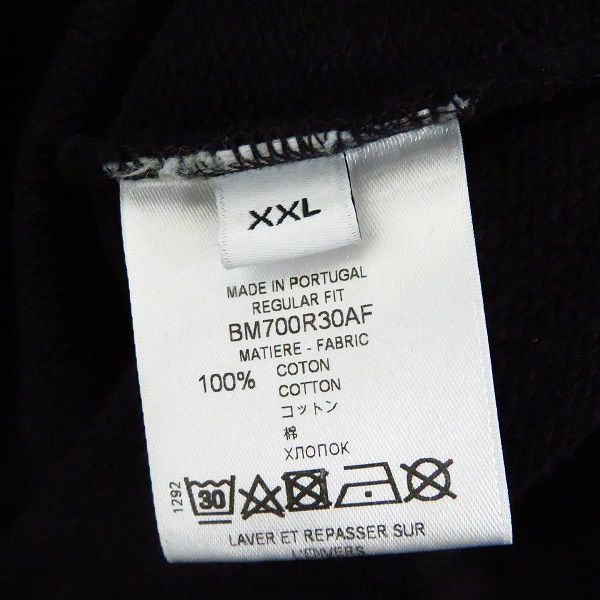 XXL
MADE IN PORTUGAL
REGULAR FIT
BM700R30AF
MATIERE - FABRIC
100% COTON
COTTON
コットン
棉
ХЛОПОК
1292
30
LAVER ET REPASSER SUR
L'ENVERS